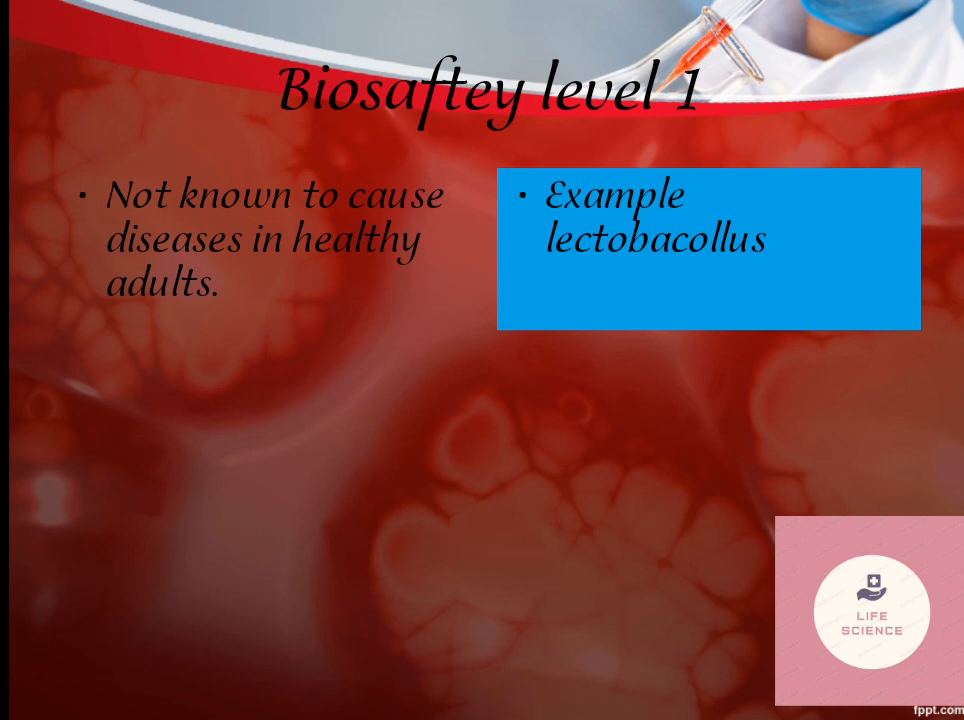 Biosaftey level 1
• Not known to cause
diseases in healthy
adults.
• Example
lectobacollus
LIFE
SCIENCE
fppt.com